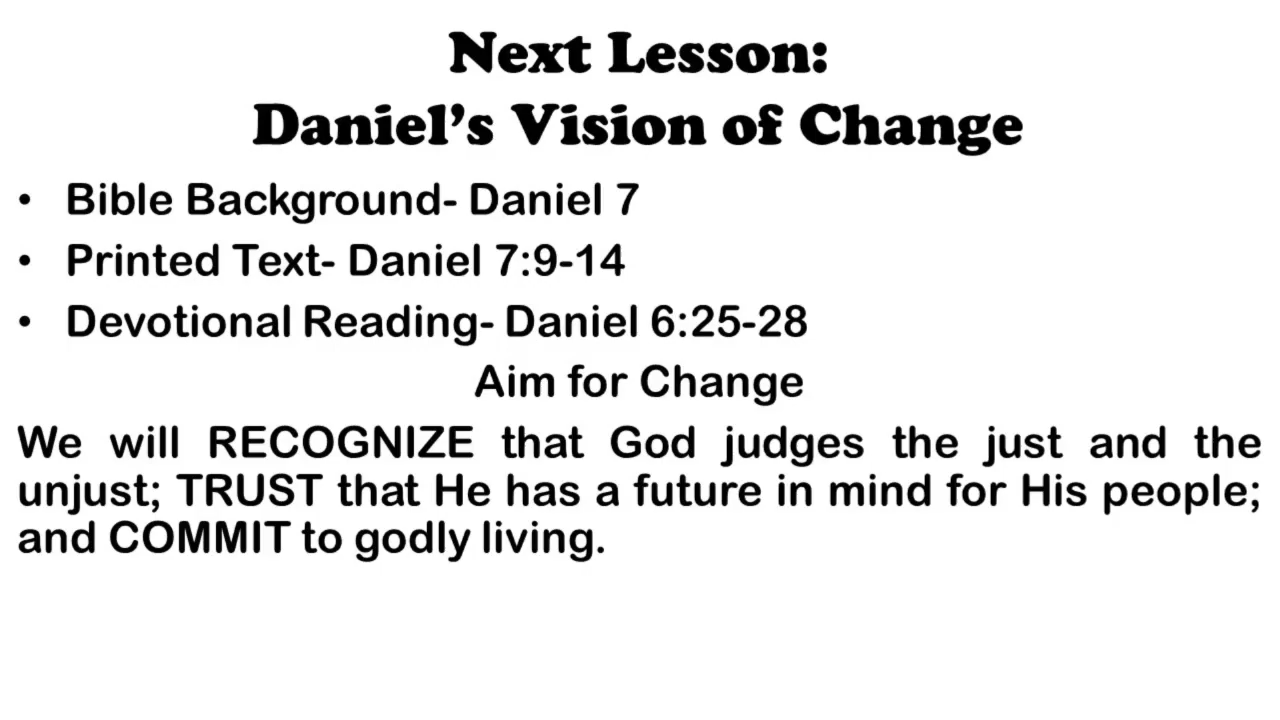 Next Lesson:
Daniel’s Vision of Change
• Bible Background- Daniel 7
• Printed Text- Daniel 7:9-14
• Devotional Reading- Daniel 6:25-28
Aim for Change
We will RECOGNIZE that God judges the just and the
unjust; TRUST that He has a future in mind for His people;
and COMMIT to godly living.